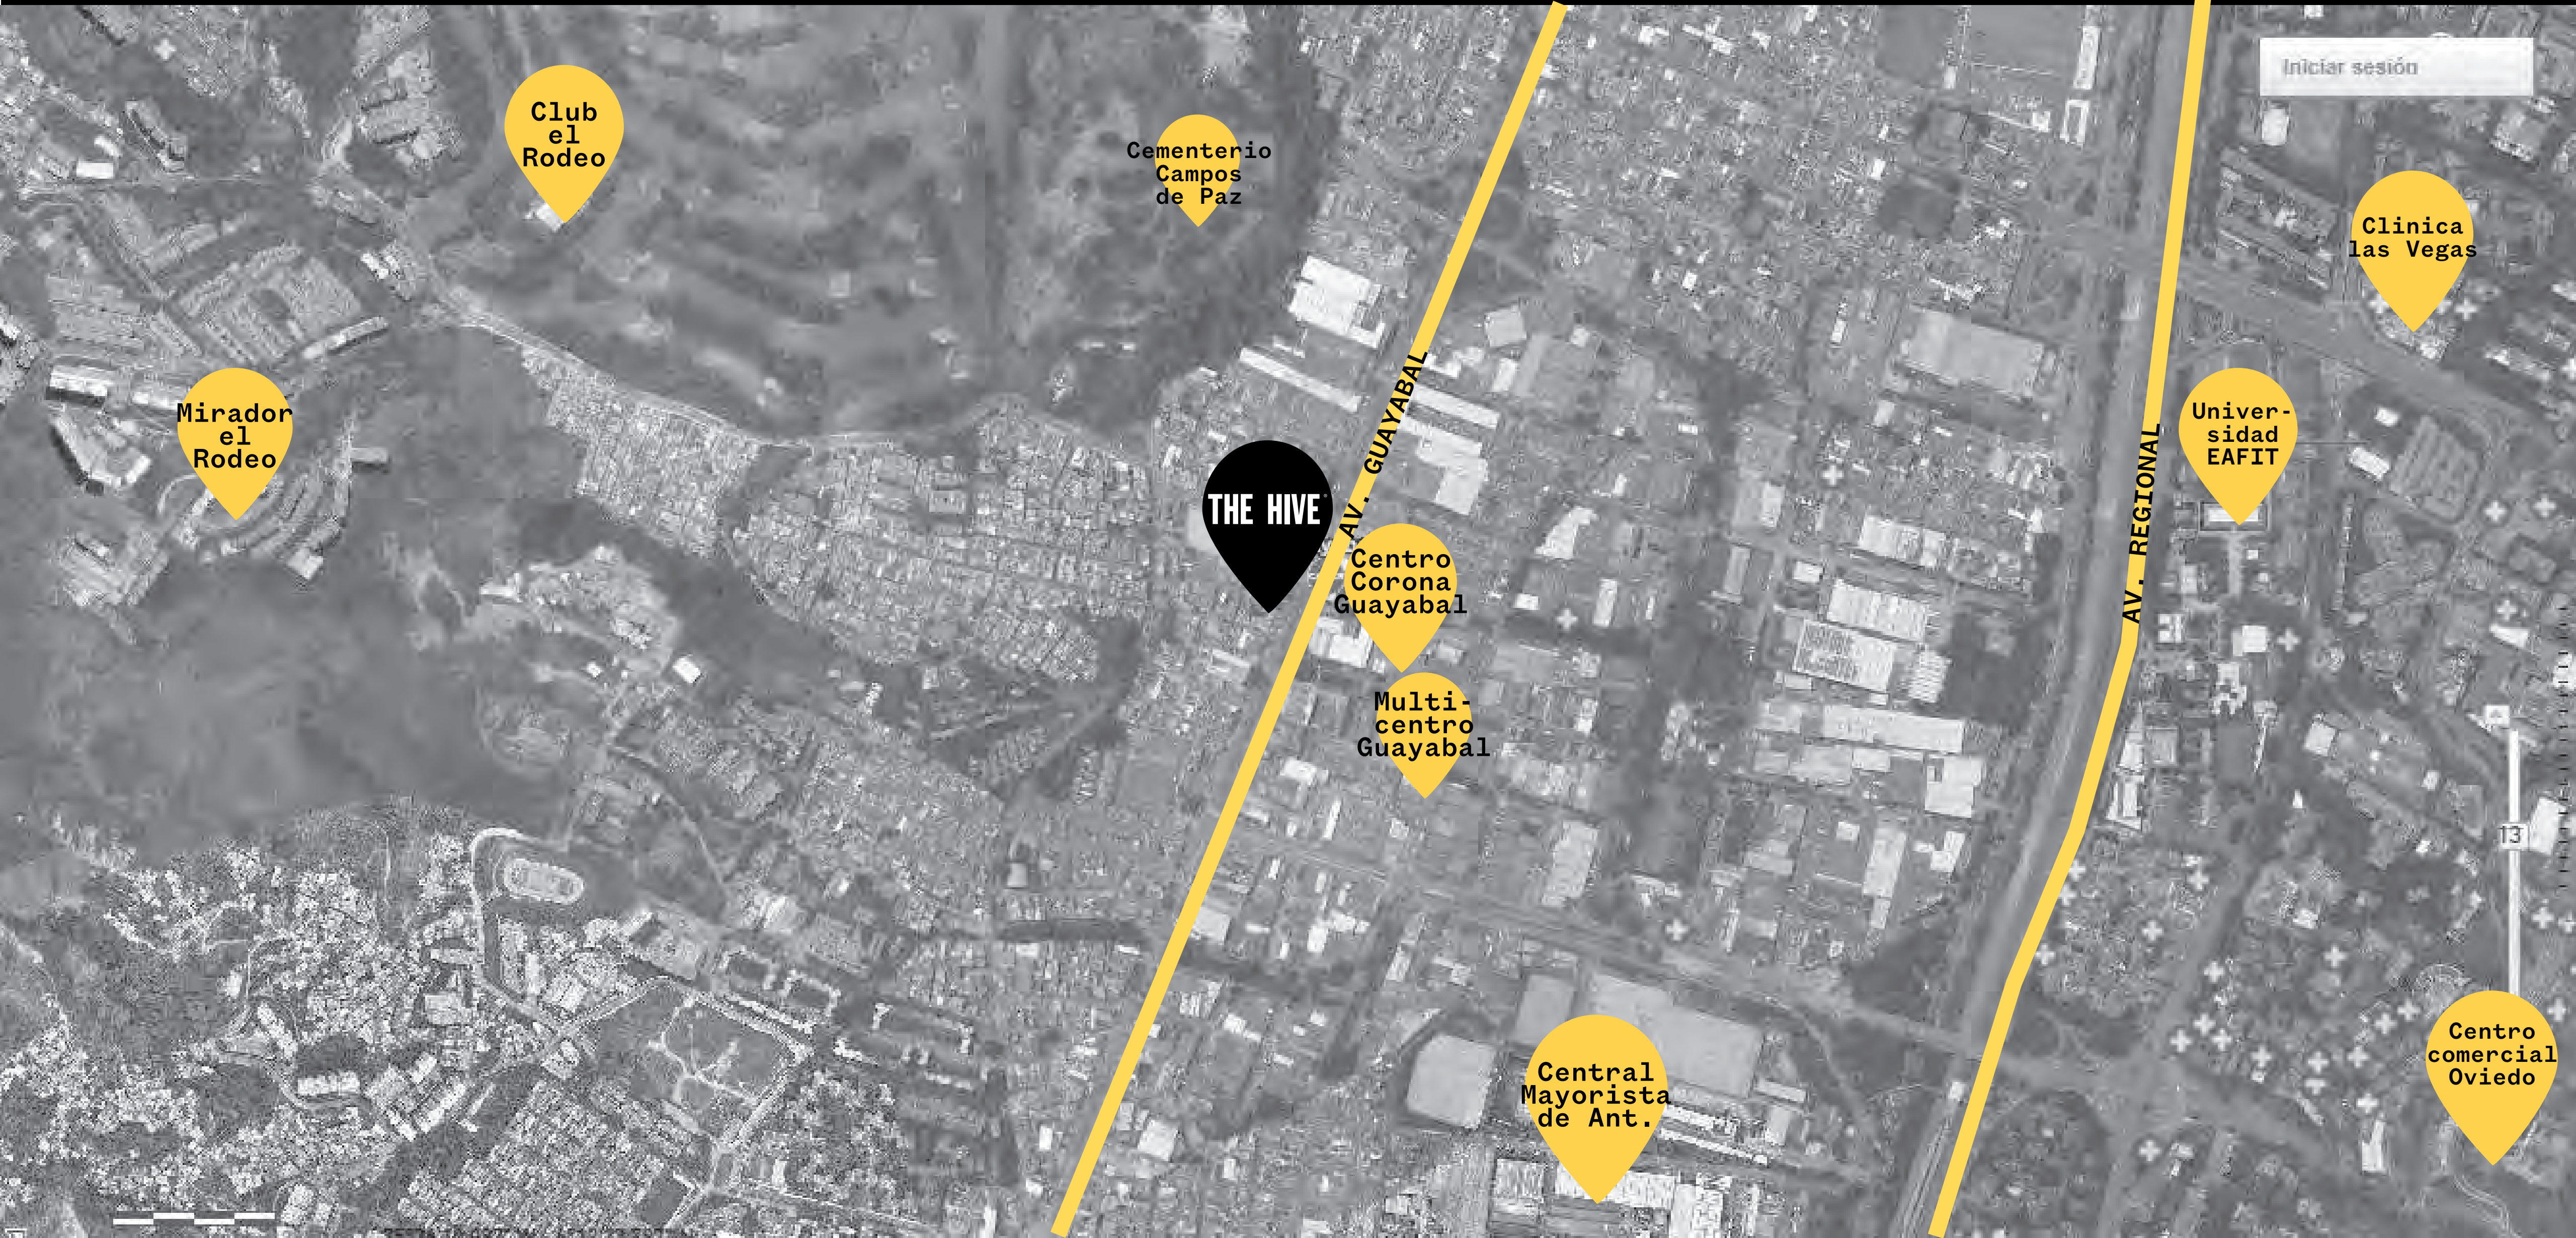 Iniciar sesión
Club
el
Rodeo
Cementerio
Campos
de Paz
Clinica
las Vegas
Mirador
el
Rodeo
AV. GUAYABAL
Univer-
sidad
EAFIT
AV. REGIONAL
THE HIVE
Centro
Corona
Guayabal
Multi-
centro
Guayabal
13
Centro
comercial
Oviedo
Central
Mayorista
de Ant.